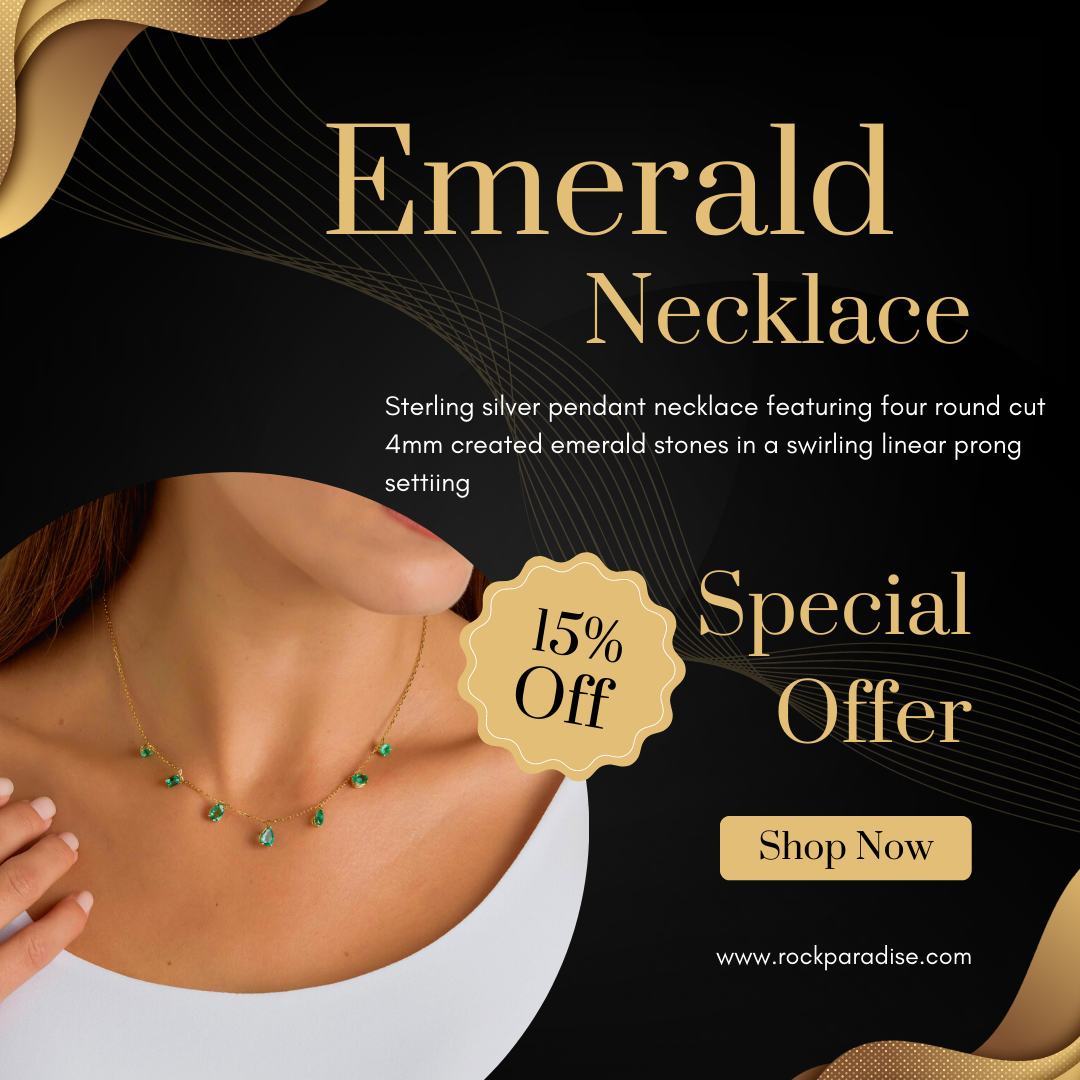 Emerald
Necklace
Sterling silver pendant necklace featuring four round cut
4mm created emerald stones in a swirling linear prong
settiing
15%
Off
Special
Offer
Shop Now
www.rockparadise.com